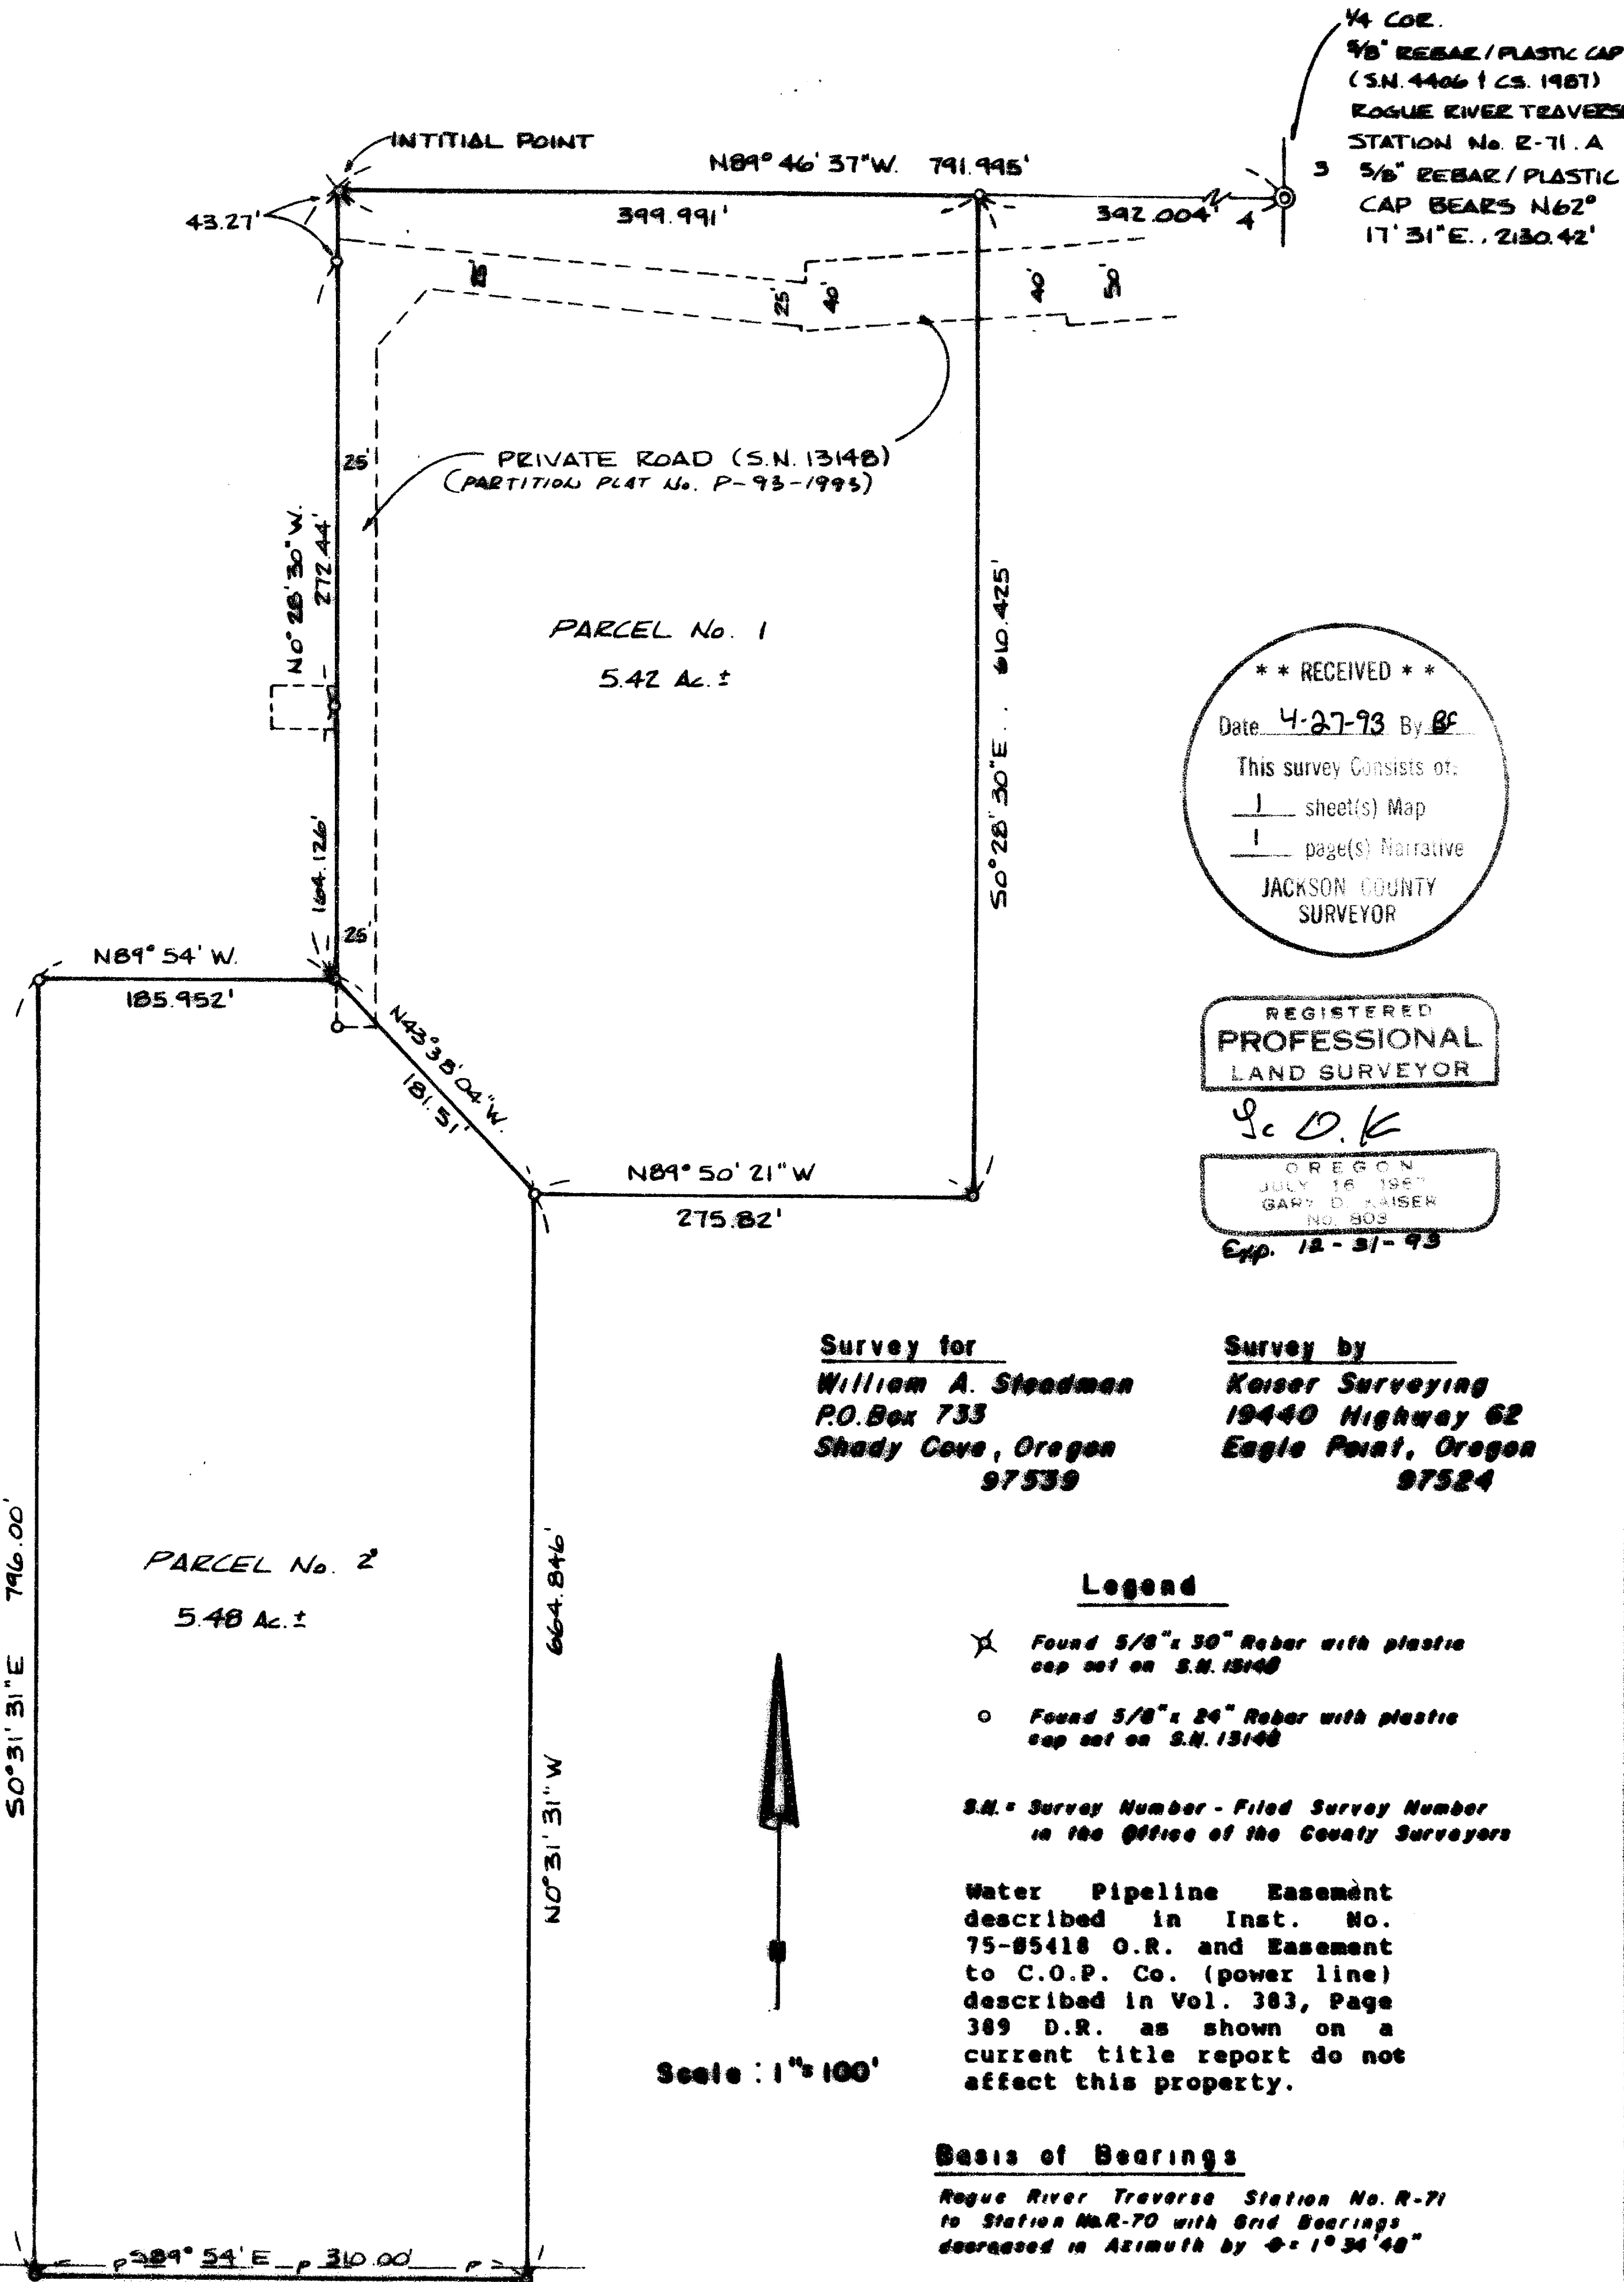 1/4 COR.
5/8" REBAR / PLASTIC CAP
(S.N. 4406 & CS. 1987)
ROGUE RIVER TRAVERSE
STATION No. R-71.A
5/8" REBAR / PLASTIC
CAP BEARS N62°
17' 31"E., 2130.42'
3
4
INTITIAL POINT
N89° 46' 37"W. 791.995'
43.27'
399.991'
392.004'
25'
25'
40'
40'
50'
PRIVATE ROAD (S.N. 13148)
(PARTITION PLAT No. P-93-1993)
25'
N0° 28' 30" W.
272.44'
PARCEL No. 1
5.42 Ac. ±
S0° 28' 30"E. . 610.425'
164.126'
25'
N89° 54' W.
185.952'
N43° 38' 04" W.
181.51'
N89° 50' 21" W
275.82'
* * RECEIVED * *
Date 4-27-93 By BF
This survey Consists of:
1 sheet(s) Map
1 page(s) Narrative
JACKSON COUNTY
SURVEYOR
REGISTERED
PROFESSIONAL
LAND SURVEYOR
OREGON
JULY 16 1967
GARY D. KAISER
NO. 803
Exp. 12-31-93
Survey for
William A. Steadman
P.O. Box 733
Shady Cove, Oregon
97539
Survey by
Kaiser Surveying
19440 Highway 62
Eagle Point, Oregon
97524
S0° 31' 31"E 796.00'
PARCEL No. 2
5.48 Ac. ±
N0° 31' 31" W 664.846'
Scale : 1" = 100'
Legend
Found 5/8" x 30" Rebar with plastic
cap set on S.N. 13148
Found 5/8" x 24" Rebar with plastic
cap set on S.N. 13148
S.N. = Survey Number - Filed Survey Number
in the Office of the County Surveyors
Water Pipeline Easement
described in Inst. No.
75-05418 O.R. and Easement
to C.O.P. Co. (power line)
described in Vol. 383, Page
389 D.R. as shown on a
current title report do not
affect this property.
Basis of Bearings
Rogue River Traverse Station No. R-71
to Station No. R-70 with Grid Bearings
decreased in Azimuth by θ = 1° 34' 48"
P S89° 54' E P 310.00' P